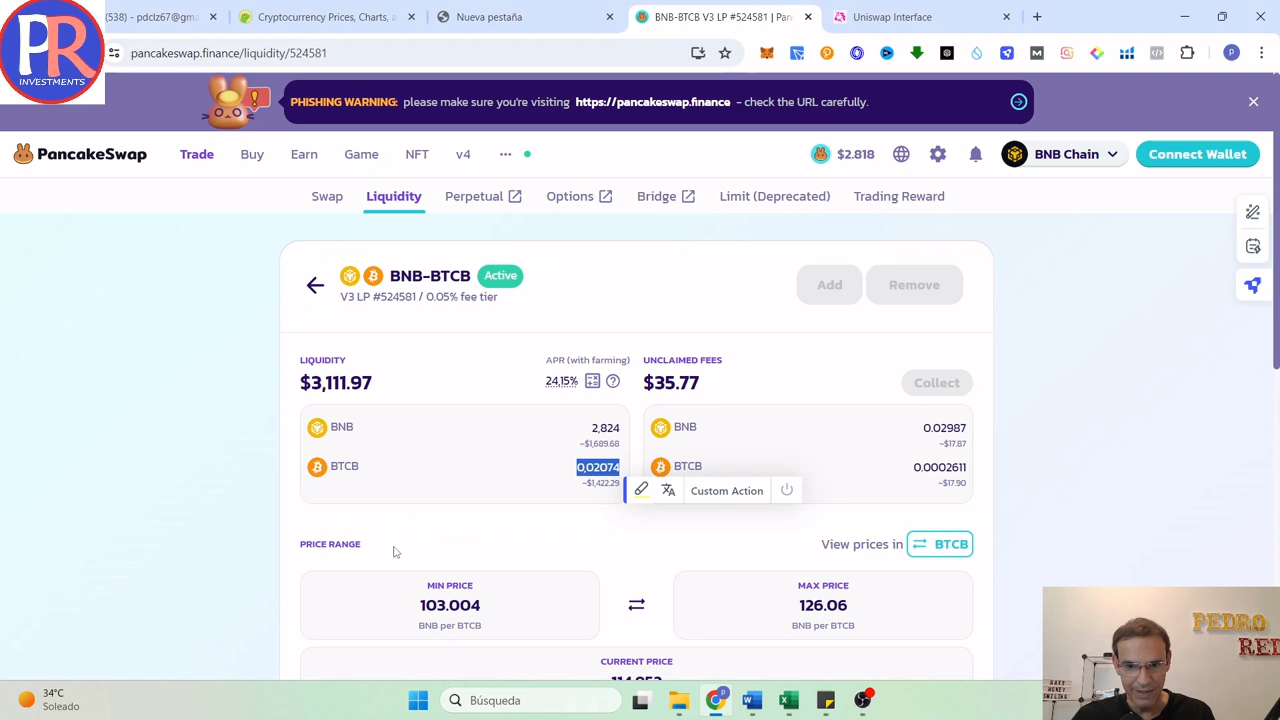 PR
INVESTMENTS
(538) - pdclz67@gma
Cryptocurrency Prices, Charts, a
Nueva pestaña
BNB-BTCB V3 LP #524581 | Pan
Uniswap Interface
pancakeswap.finance/liquidity/524581
PHISHING WARNING: please make sure you're visiting https://pancakeswap.finance - check the URL carefully.
PancakeSwap
Trade
Buy
Earn
Game
NFT
v4
$2.818
BNB Chain
Connect Wallet
Swap
Liquidity
Perpetual
Options
Bridge
Limit (Deprecated)
Trading Reward
BNB-BTCB
Active
V3 LP #524581 / 0.05% fee tier
Add
Remove
LIQUIDITY
APR (with farming)
UNCLAIMED FEES
$3,111.97
24,15%
$35.77
Collect
BNB
2,824
~$1,689.68
BTCB
0,02074
~$1,422.29
BNB
0.02987
~$17.87
BTCB
0.0002611
~$17.90
Custom Action
PRICE RANGE
View prices in
BTCB
MIN PRICE
103.004
BNB per BTCB
MAX PRICE
126.06
BNB per BTCB
CURRENT PRICE
PEDRO
RED
MAKE
MONEY
SMILING
34°C
Soleado
Búsqueda